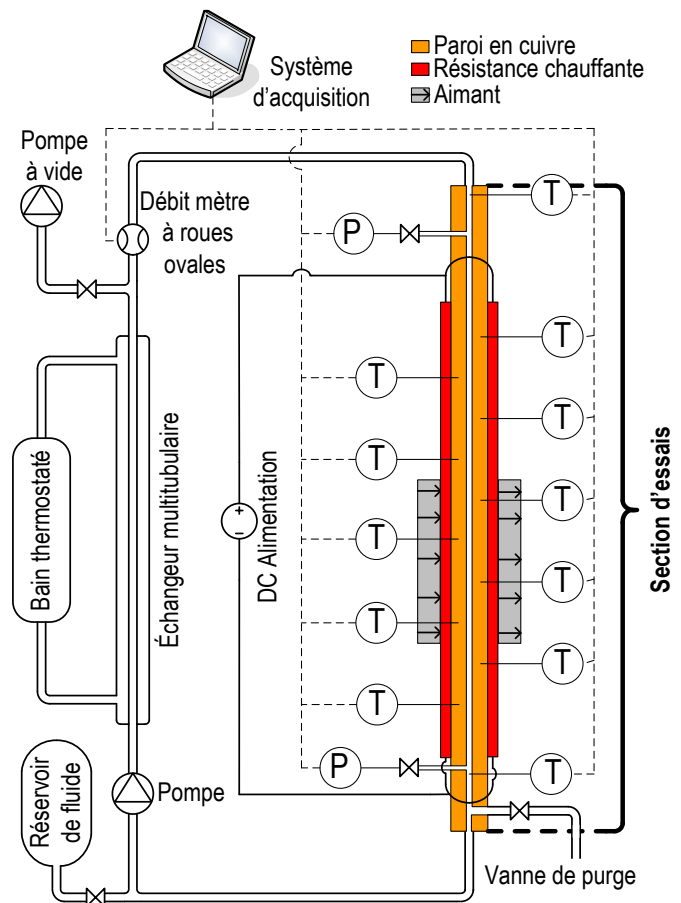 Système
d'acquisition
Paroi en cuivre
Résistance chauffante
Aimant
Pompe
à vide
Débit mètre
à roues
ovales
T
P
T
T
T
T
T
T
T
T
T
T
P
T
+
–
DC Alimentation
Section d'essais
Bain thermostaté
Échangeur multitubulaire
Réservoir
de fluide
Pompe
Vanne de purge